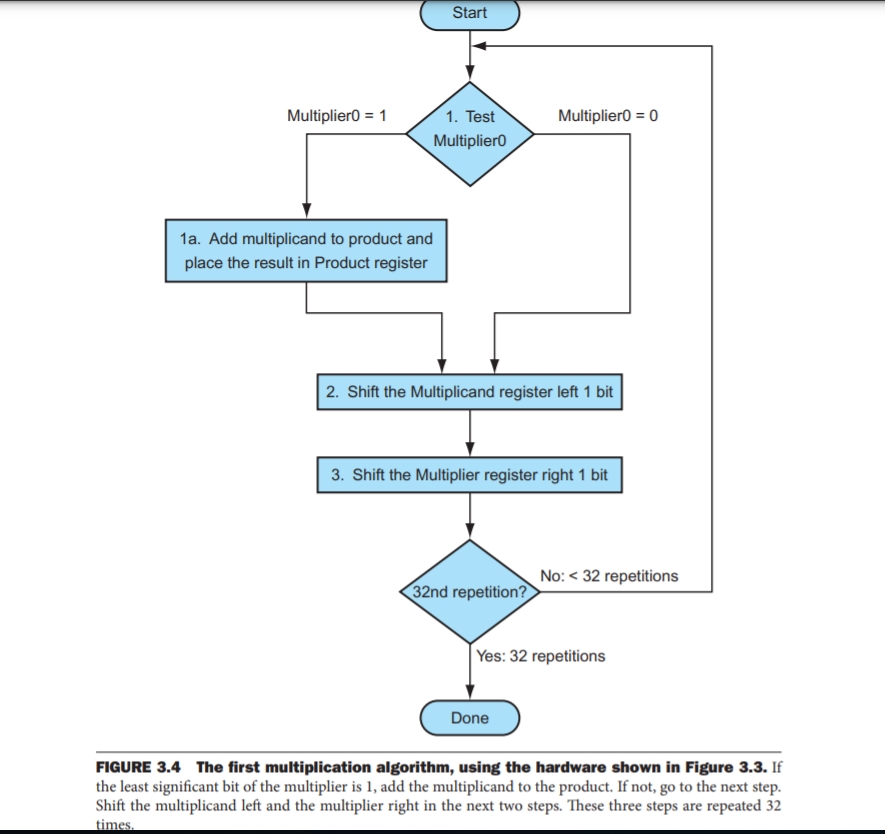 Start
Multiplier0 = 1
1. Test
Multiplier0
Multiplier0 = 0
1a. Add multiplicand to product and
place the result in Product register
2. Shift the Multiplicand register left 1 bit
3. Shift the Multiplier register right 1 bit
32nd repetition?
No: < 32 repetitions
Yes: 32 repetitions
Done
FIGURE 3.4 The first multiplication algorithm, using the hardware shown in Figure 3.3. If
the least significant bit of the multiplier is 1, add the multiplicand to the product. If not, go to the next step.
Shift the multiplicand left and the multiplier right in the next two steps. These three steps are repeated 32
times.